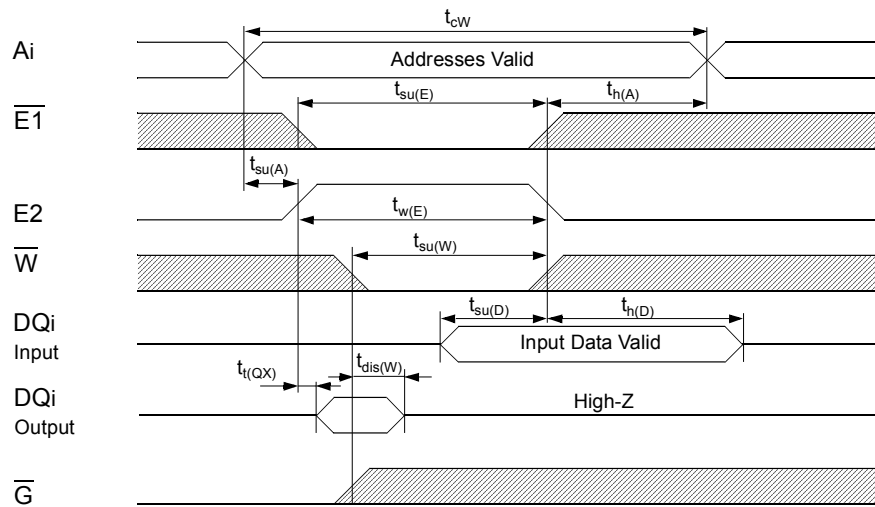 t_cW
Ai
Addresses Valid
t_su(E)
t_h(A)
E1
t_su(A)
E2
t_w(E)
t_su(W)
W
DQi
Input
t_su(D)
t_h(D)
Input Data Valid
t_t(QX)
t_dis(W)
DQi
Output
High-Z
G